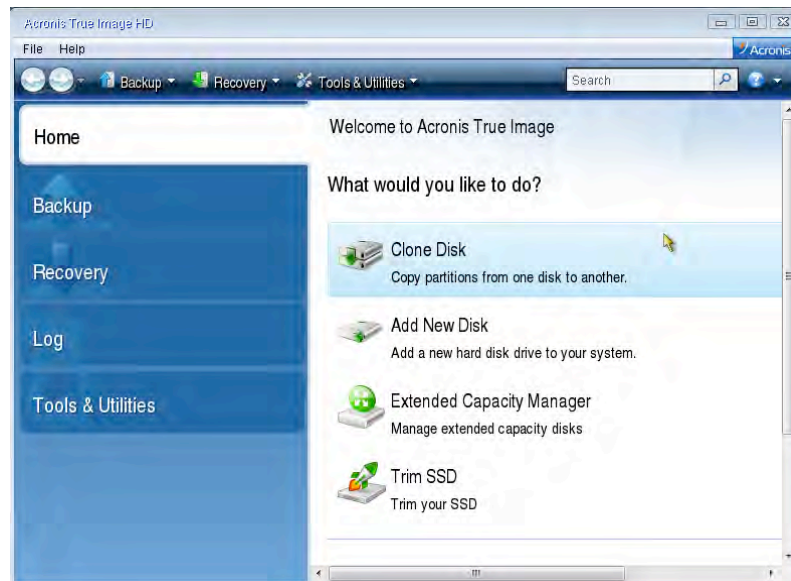 Acronis True Image HD
File Help
Acronis
Backup Recovery Tools & Utilities Search
Home
Backup
Recovery
Log
Tools & Utilities
Welcome to Acronis True Image
What would you like to do?
Clone Disk
Copy partitions from one disk to another.
Add New Disk
Add a new hard disk drive to your system.
Extended Capacity Manager
Manage extended capacity disks
Trim SSD
Trim your SSD